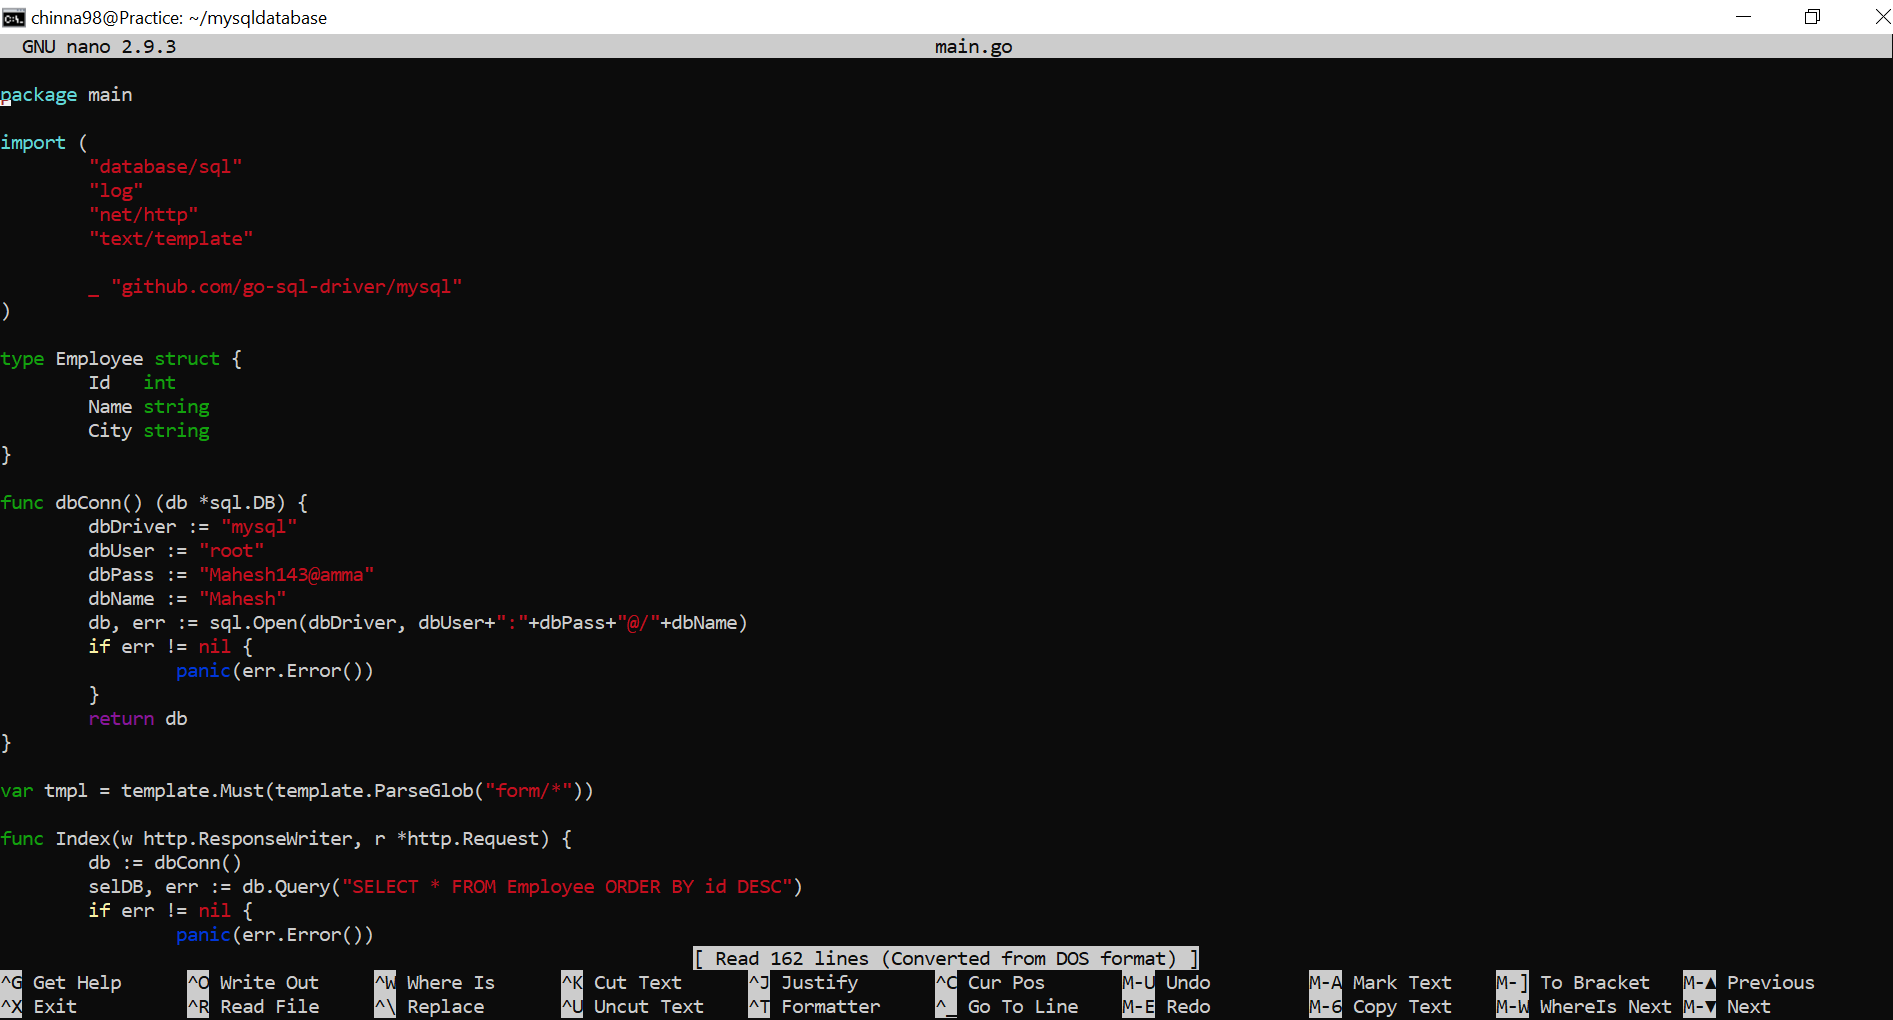 chinna98@Practice: ~/mysqldatabase
GNU nano 2.9.3 main.go
package main
import (
"database/sql"
"log"
"net/http"
"text/template"
_ "github.com/go-sql-driver/mysql"
)
type Employee struct {
Id int
Name string
City string
}
func dbConn() (db *sql.DB) {
dbDriver := "mysql"
dbUser := "root"
dbPass := "Mahesh143@amma"
dbName := "Mahesh"
db, err := sql.Open(dbDriver, dbUser+":"+dbPass+"@/"+dbName)
if err != nil {
panic(err.Error())
}
return db
}
var tmpl = template.Must(template.ParseGlob("form/*"))
func Index(w http.ResponseWriter, r *http.Request) {
db := dbConn()
selDB, err := db.Query("SELECT * FROM Employee ORDER BY id DESC")
if err != nil {
panic(err.Error())
[ Read 162 lines (Converted from DOS format) ]
^G Get Help ^O Write Out ^W Where Is ^K Cut Text ^J Justify ^C Cur Pos M-U Undo M-A Mark Text M-] To Bracket M-▲ Previous
^X Exit ^R Read File ^\ Replace ^U Uncut Text ^T Formatter ^_ Go To Line M-E Redo M-6 Copy Text M-W WhereIs Next M-▼ Next